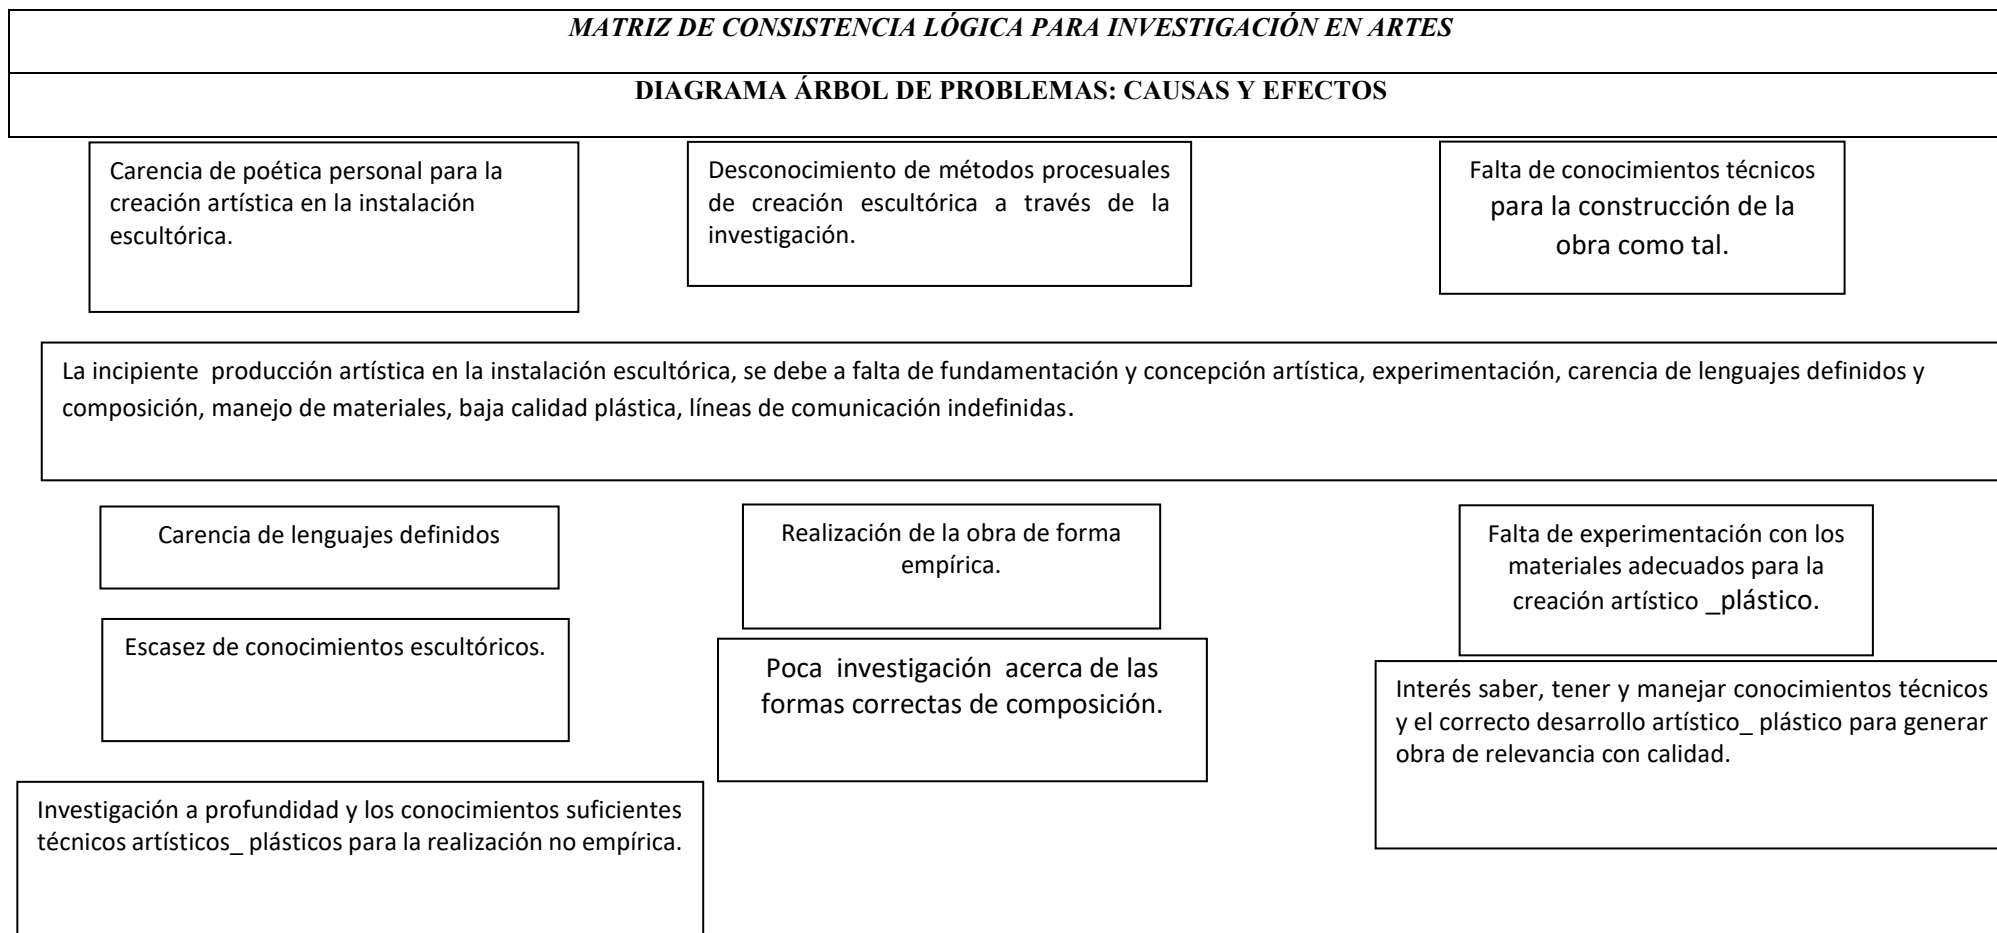 MATRIZ DE CONSISTENCIA LÓGICA PARA INVESTIGACIÓN EN ARTES
DIAGRAMA ÁRBOL DE PROBLEMAS: CAUSAS Y EFECTOS
Carencia de poética personal para la
creación artística en la instalación
escultórica.
Desconocimiento de métodos procesuales
de creación escultórica a través de la
investigación.
Falta de conocimientos técnicos
para la construcción de la
obra como tal.
La incipiente producción artística en la instalación escultórica, se debe a falta de fundamentación y concepción artística, experimentación, carencia de lenguajes definidos y
composición, manejo de materiales, baja calidad plástica, líneas de comunicación indefinidas.
Carencia de lenguajes definidos
Realización de la obra de forma
empírica.
Falta de experimentación con los
materiales adecuados para la
creación artístico _plástico.
Escasez de conocimientos escultóricos.
Poca investigación acerca de las
formas correctas de composición.
Interés saber, tener y manejar conocimientos técnicos
y el correcto desarrollo artístico_ plástico para generar
obra de relevancia con calidad.
Investigación a profundidad y los conocimientos suficientes
técnicos artísticos_ plásticos para la realización no empírica.